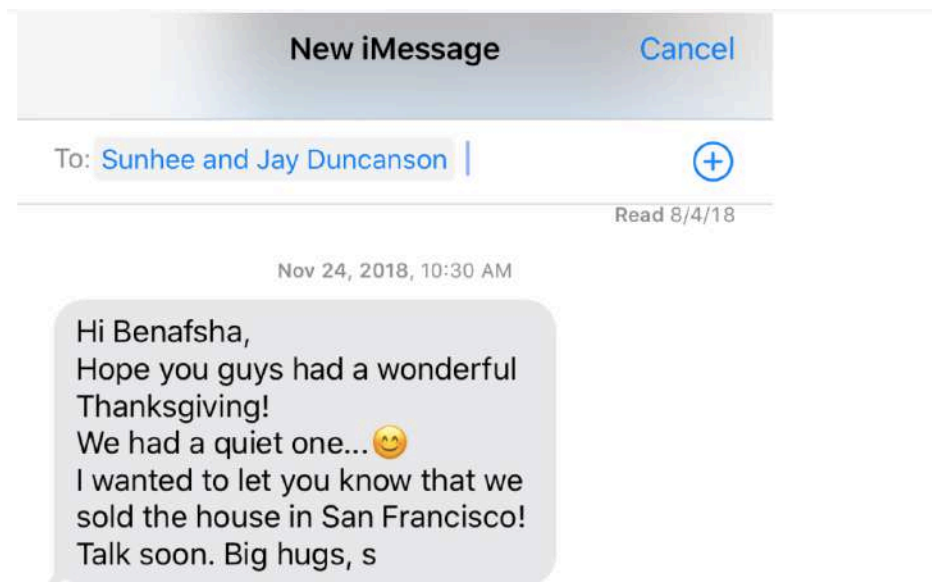 New iMessage Cancel
To: Sunhee and Jay Duncanson
Read 8/4/18
Nov 24, 2018, 10:30 AM
Hi Benafsha,
Hope you guys had a wonderful
Thanksgiving!
We had a quiet one...😊
I wanted to let you know that we
sold the house in San Francisco!
Talk soon. Big hugs, s